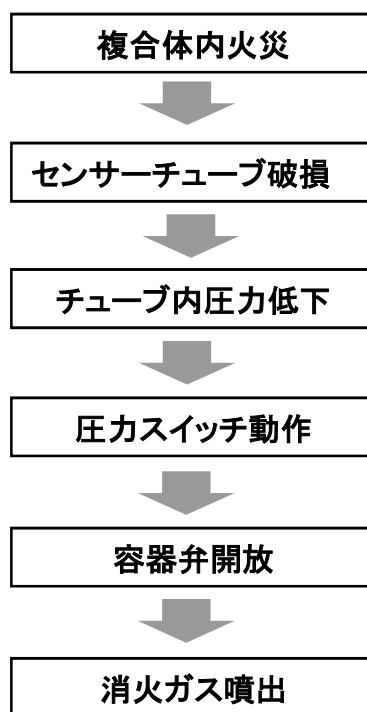 複合体内火災
センサーチューブ破損
チューブ内圧力低下
圧力スイッチ動作
容器弁開放
消火ガス噴出